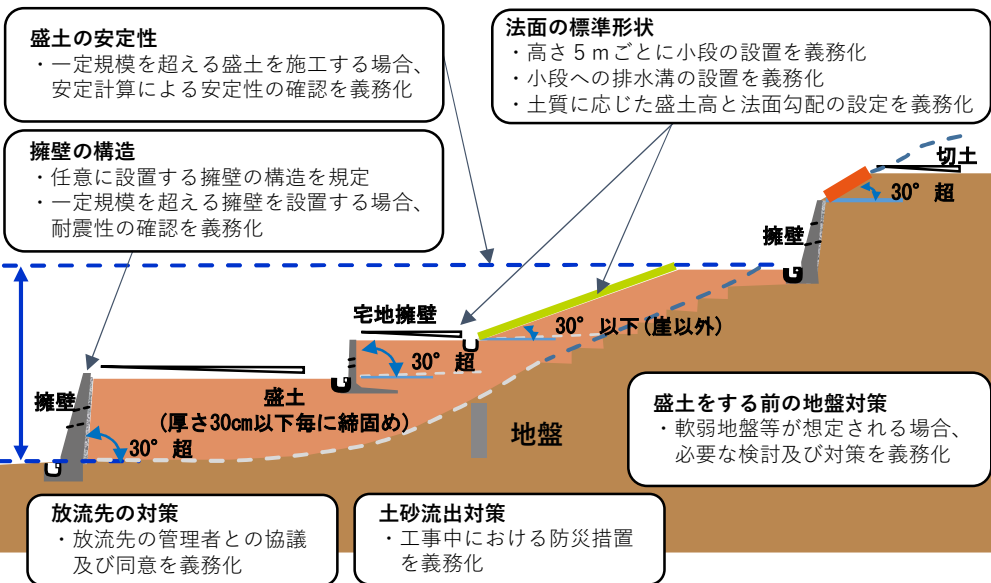 盛土の安定性
・一定規模を超える盛土を施工する場合、
安定計算による安定性の確認を義務化
法面の標準形状
・高さ５ｍごとに小段の設置を義務化
・小段への排水溝の設置を義務化
・土質に応じた盛土高と法面勾配の設定を義務化
擁壁の構造
・任意に設置する擁壁の構造を規定
・一定規模を超える擁壁を設置する場合、
耐震性の確認を義務化
切土
30°超
擁壁
宅地擁壁
30°以下(崖以外)
30°超
擁壁
盛土
(厚さ30cm以下毎に締固め)
30°超
地盤
盛土をする前の地盤対策
・軟弱地盤等が想定される場合、
必要な検討及び対策を義務化
放流先の対策
・放流先の管理者との協議
及び同意を義務化
土砂流出対策
・工事中における防災措置
を義務化